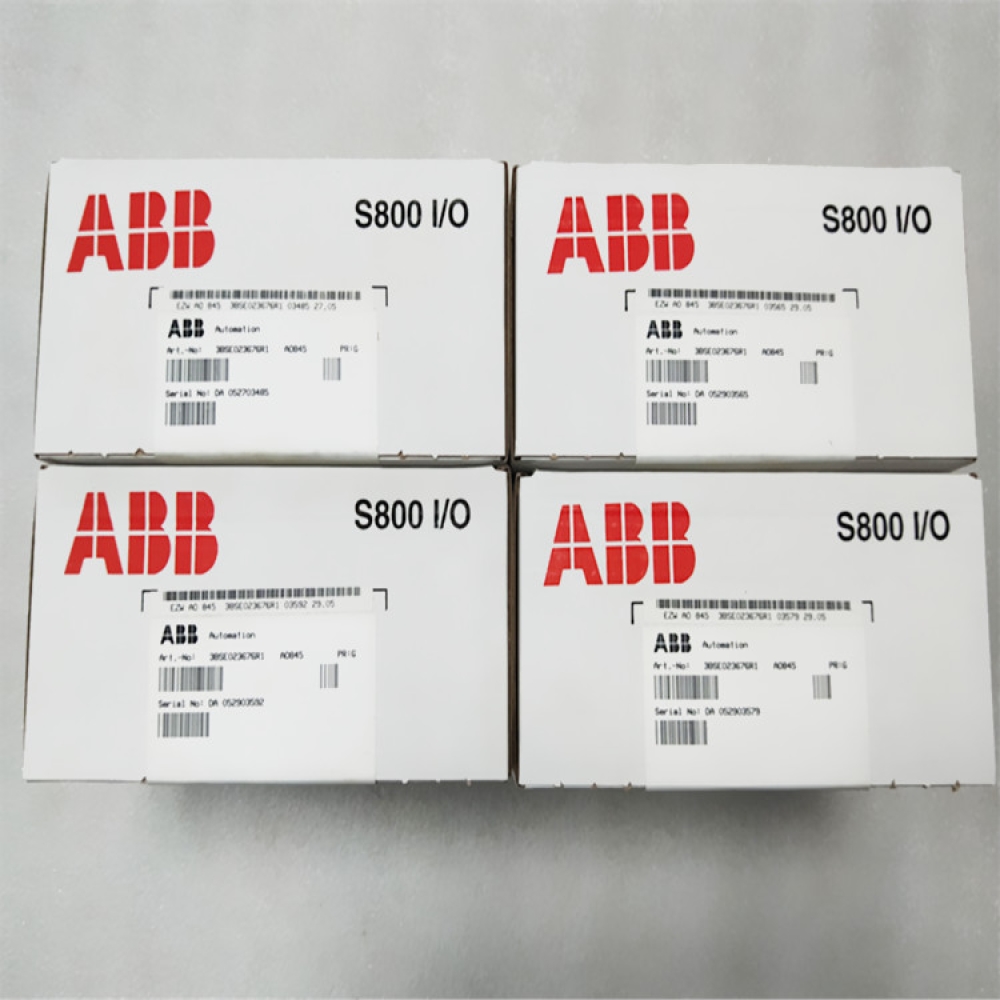 ABB
S800 I/O
EZW AO 845 3BSE023676R1 03485 27.05
ABB Automation
Art.-No: 3BSE023676R1 AO845 PR:G
Serial No: DA 052703485
ABB
S800 I/O
EZW AO 845 3BSE023676R1 03565 29.05
ABB Automation
Art.-No: 3BSE023676R1 AO845 PR:G
Serial No: DA 052903565
ABB
S800 I/O
EZW AO 845 3BSE023676R1 03592 29.05
ABB Automation
Art.-No: 3BSE023676R1 AO845 PR:G
Serial No: DA 052903592
ABB
S800 I/O
EZW AO 845 3BSE023676R1 03579 29.05
ABB Automation
Art.-No: 3BSE023676R1 AO845 PR:G
Serial No: DA 052903579